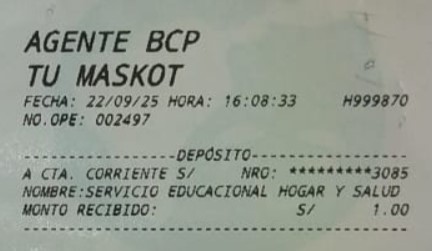 AGENTE BCP
TU MASKOT
FECHA: 22/09/25 HORA: 16:08:33 H999870
NO.OPE: 002497
--------------------DEPÓSITO--------------------
A CTA. CORRIENTE S/ NRO: *********3085
NOMBRE:SERVICIO EDUCACIONAL HOGAR Y SALUD
MONTO RECIBIDO: S/ 1.00
------------------------------------------------